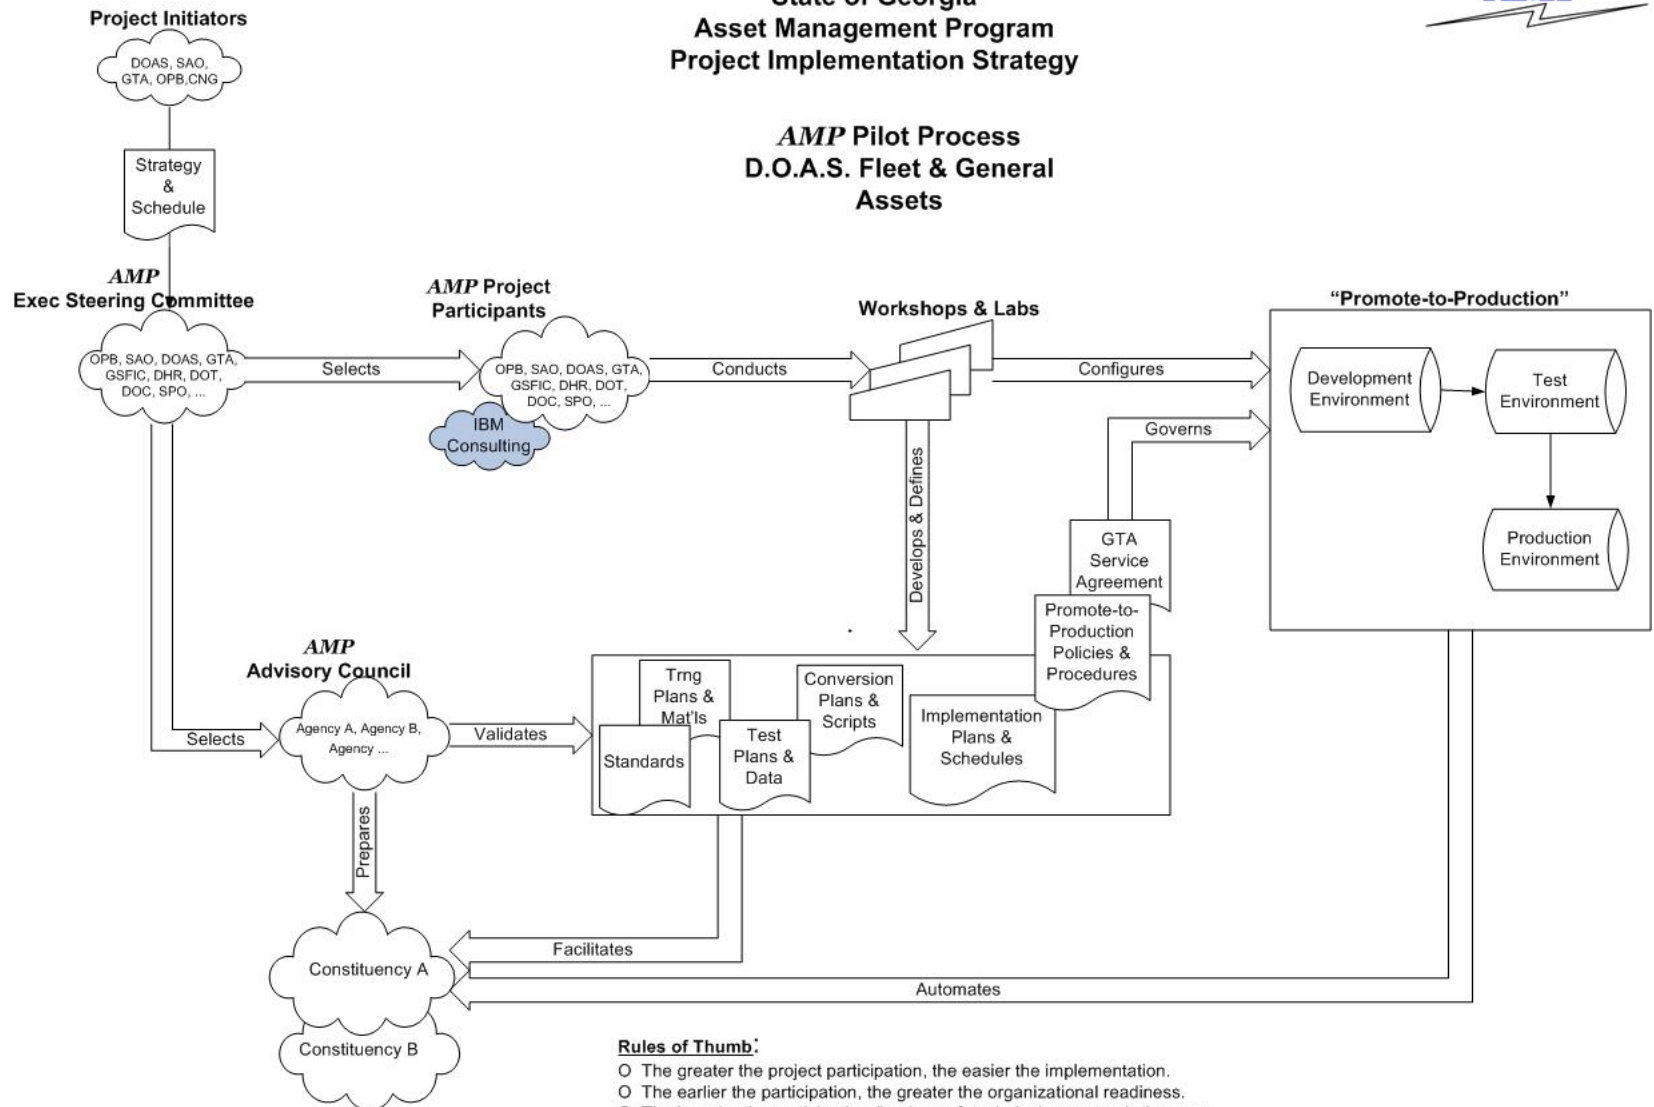 State of Georgia
Asset Management Program
Project Implementation Strategy
AMP Pilot Process
D.O.A.S. Fleet & General
Assets
Project Initiators
DOAS, SAO,
GTA, OPB,CNG
Strategy
&
Schedule
AMP
Exec Steering Committee
OPB, SAO, DOAS, GTA,
GSFIC, DHR, DOT,
DOC, SPO, ...
Selects
AMP Project
Participants
OPB, SAO, DOAS, GTA,
GSFIC, DHR, DOT,
DOC, SPO, ...
IBM
Consulting
Conducts
Workshops & Labs
Configures
"Promote-to-Production"
Development
Environment
Test
Environment
Production
Environment
Governs
Develops & Defines
GTA
Service
Agreement
Promote-to-
Production
Policies &
Procedures
AMP
Advisory Council
Selects
Agency A, Agency B,
Agency ...
Validates
Trng
Plans &
Mat'ls
Standards
Test
Plans &
Data
Conversion
Plans &
Scripts
Implementation
Plans &
Schedules
Prepares
Facilitates
Automates
Constituency A
Constituency B
Rules of Thumb:
O The greater the project participation, the easier the implementation.
O The earlier the participation, the greater the organizational readiness.